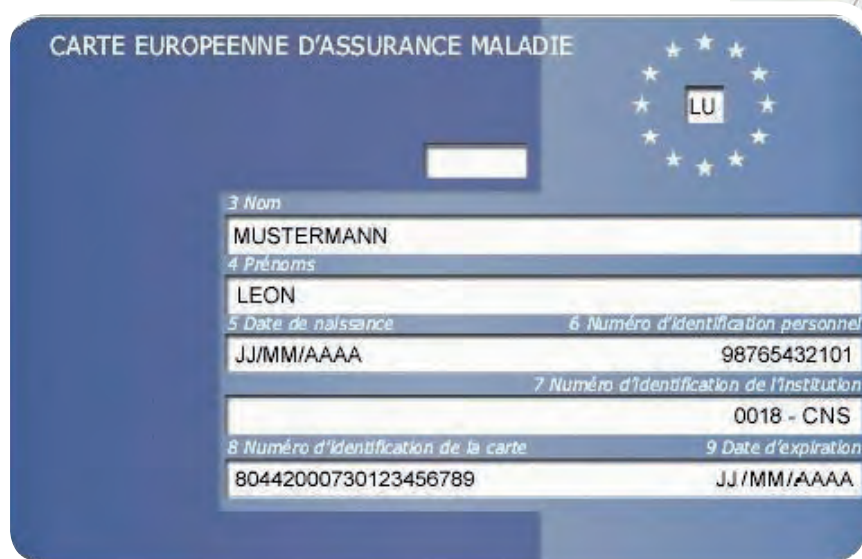 CARTE EUROPEENNE D'ASSURANCE MALADIE
LU
3 Nom
MUSTERMANN
4 Prénoms
LEON
5 Date de naissance 6 Numéro d'identification personnel
JJ/MM/AAAA 98765432101
7 Numéro d'identification de l'institution
0018 - CNS
8 Numéro d'identification de la carte 9 Date d'expiration
80442000730123456789 JJ/MM/AAAA